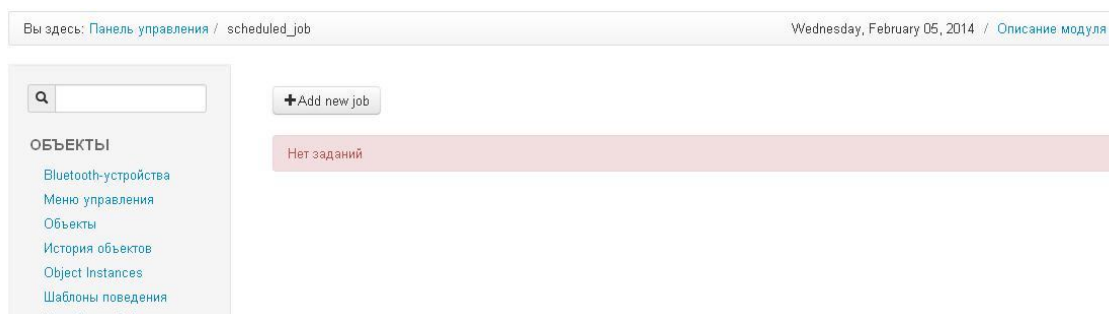 Вы здесь: Панель управления / scheduled_job
Wednesday, February 05, 2014 / Описание модуля
+Add new job
Нет заданий
ОБЪЕКТЫ
Bluetooth-устройства
Меню управления
Объекты
История объектов
Object Instances
Шаблоны поведения